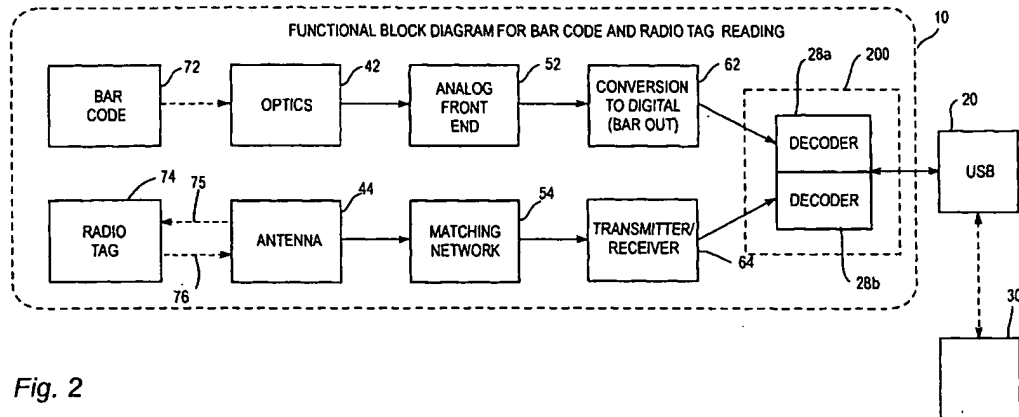 FUNCTIONAL BLOCK DIAGRAM FOR BAR CODE AND RADIO TAG READING
10
72
BAR
CODE
42
OPTICS
52
ANALOG
FRONT
END
62
CONVERSION
TO DIGITAL
(BAR OUT)
28a
200
DECODER
DECODER
28b
20
USB
74
RADIO
TAG
75
76
44
ANTENNA
54
MATCHING
NETWORK
TRANSMITTER/
RECEIVER
64
30
Fig. 2